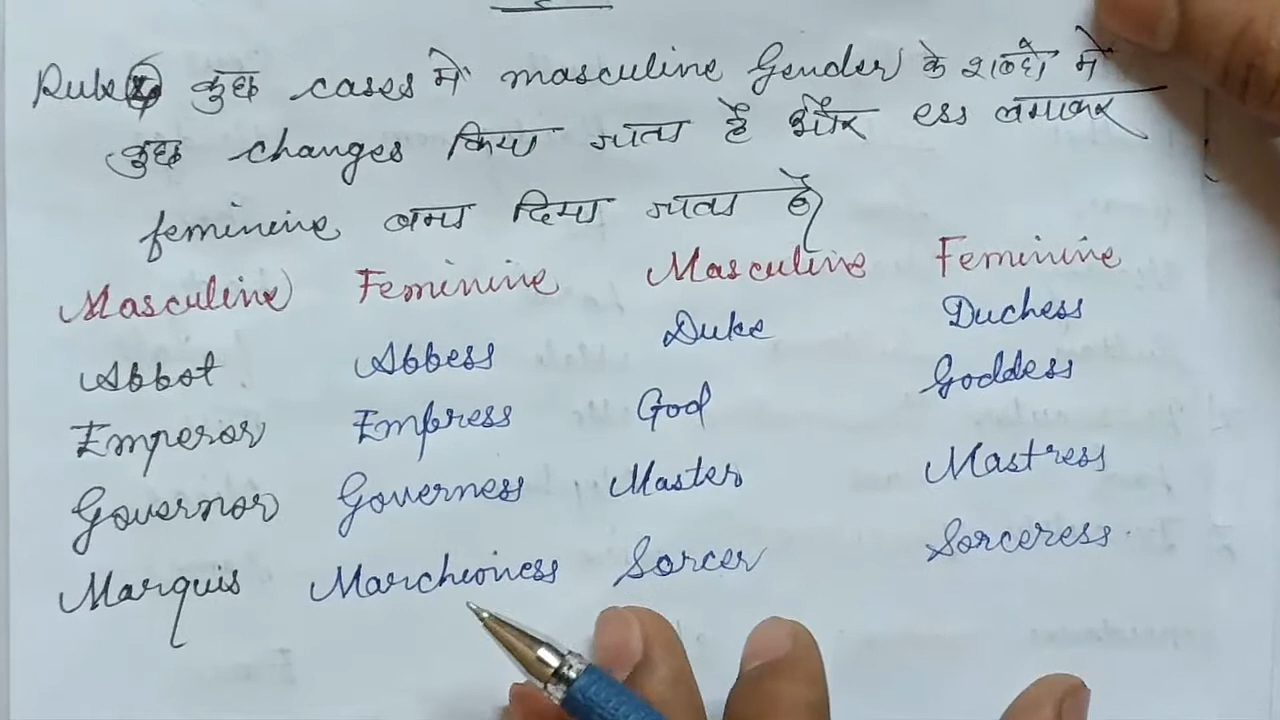 Rule कुछ cases में masculine Gender के शब्दों में
कुछ changes किया जाता है और ess लगाकर
feminine बना दिया जाता है
Masculine Feminine Masculine Feminine
Abbot Abbess Duke Duchess
Emperor Empress God Goddess
Governor Governess Master Mastress
Marquis Marchioness Sorcer Sorceress